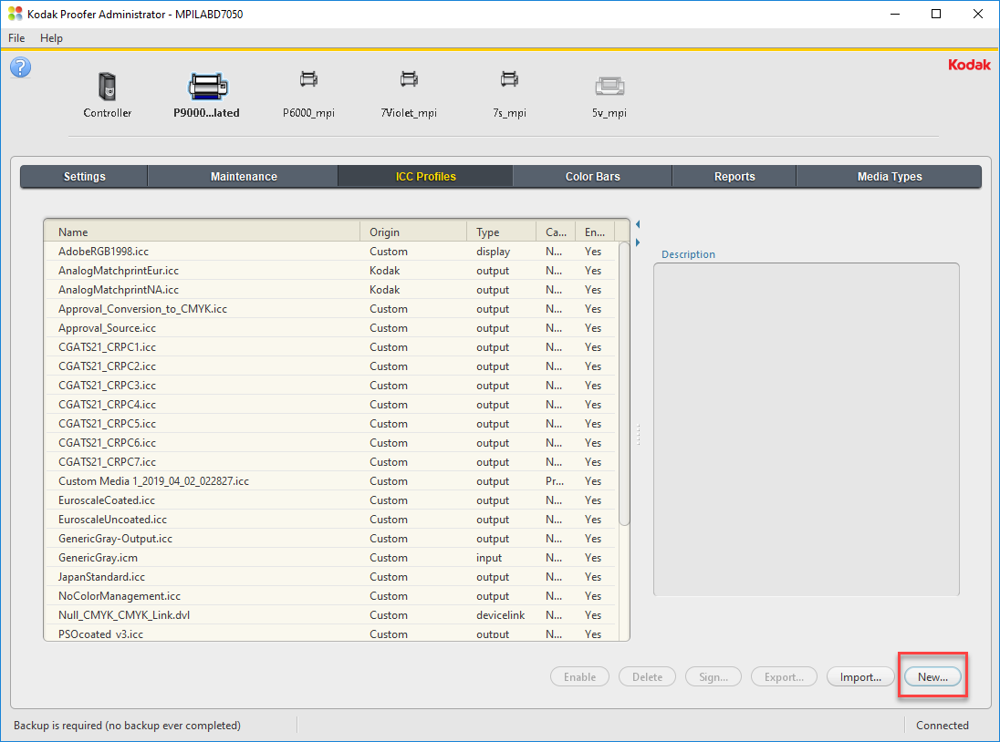 Kodak Proofer Administrator - MPILABD7050
File Help
?
Kodak
Controller P9000...lated P6000_mpi 7Violet_mpi 7s_mpi 5v_mpi
Settings Maintenance ICC Profiles Color Bars Reports Media Types
Name Origin Type Ca... En...
AdobeRGB1998.icc Custom display N... Yes
AnalogMatchprintEur.icc Kodak output N... Yes
AnalogMatchprintNA.icc Kodak output N... Yes
Approval_Conversion_to_CMYK.icc Custom output N... Yes
Approval_Source.icc Custom output N... Yes
CGATS21_CRPC1.icc Custom output N... Yes
CGATS21_CRPC2.icc Custom output N... Yes
CGATS21_CRPC3.icc Custom output N... Yes
CGATS21_CRPC4.icc Custom output N... Yes
CGATS21_CRPC5.icc Custom output N... Yes
CGATS21_CRPC6.icc Custom output N... Yes
CGATS21_CRPC7.icc Custom output N... Yes
Custom Media 1_2019_04_02_022827.icc Custom output Pr... Yes
EuroscaleCoated.icc Custom output N... Yes
EuroscaleUncoated.icc Custom output N... Yes
GenericGray-Output.icc Custom output N... Yes
GenericGray.icm Custom input N... Yes
JapanStandard.icc Custom output N... Yes
NoColorManagement.icc Custom output N... Yes
Null_CMYK_CMYK_Link.dvl Custom devicelink N... Yes
PSOcoated_v3.icc Custom output N... Yes
Description
Enable Delete Sign... Export... Import... New...
Backup is required (no backup ever completed) Connected